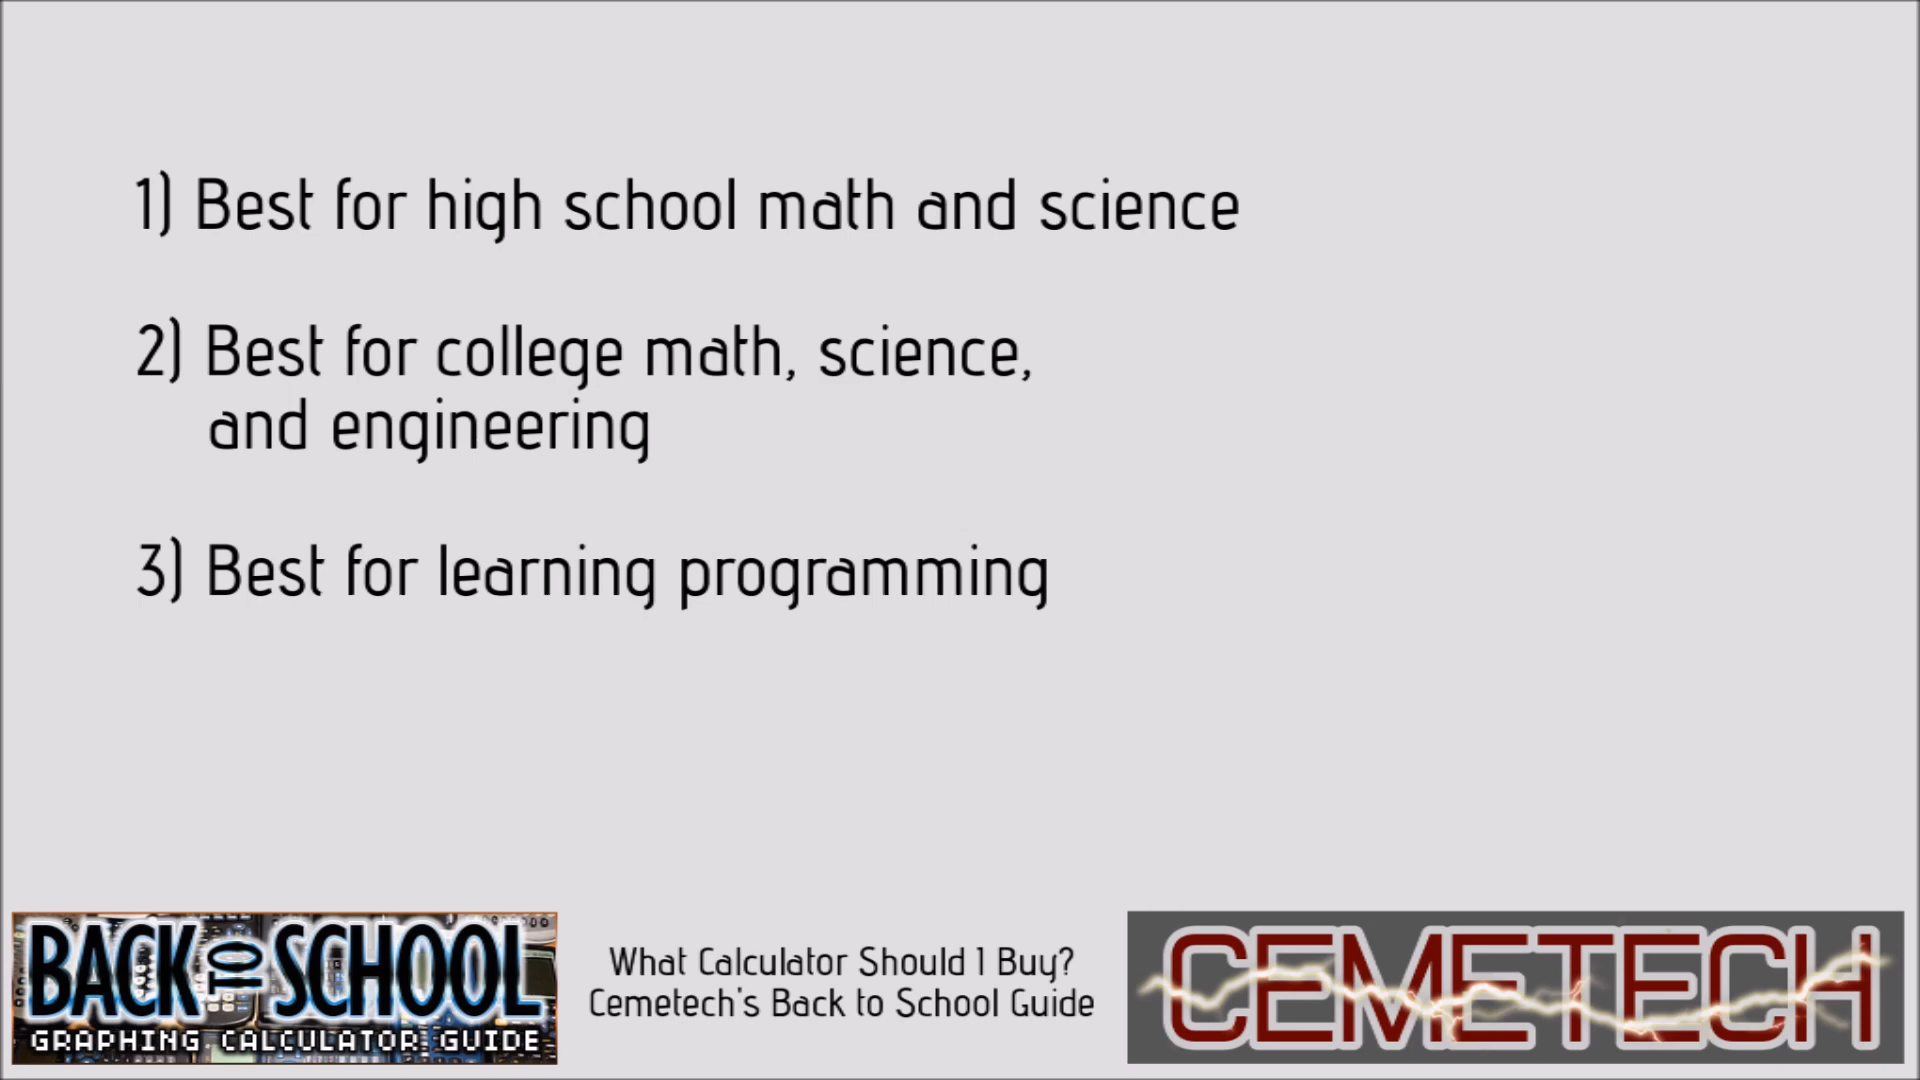 1) Best for high school math and science
2) Best for college math, science,
and engineering
3) Best for learning programming
BACK TO SCHOOL
GRAPHING CALCULATOR GUIDE
What Calculator Should I Buy?
Cemetech's Back to School Guide
CEMETECH